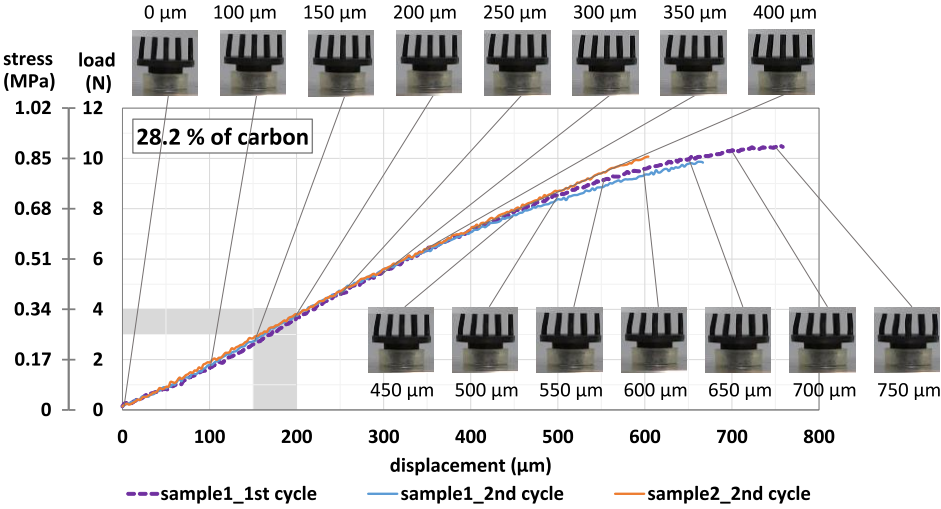 0 µm 100 µm 150 µm 200 µm 250 µm 300 µm 350 µm 400 µm
stress
(MPa)
load
(N)
1.02 12
28.2 % of carbon
0.85 10
0.68 8
0.51 6
0.34 4
0.17 2
0 0
450 µm 500 µm 550 µm 600 µm 650 µm 700 µm 750 µm
0 100 200 300 400 500 600 700 800
displacement (µm)
sample1_1st cycle sample1_2nd cycle sample2_2nd cycle